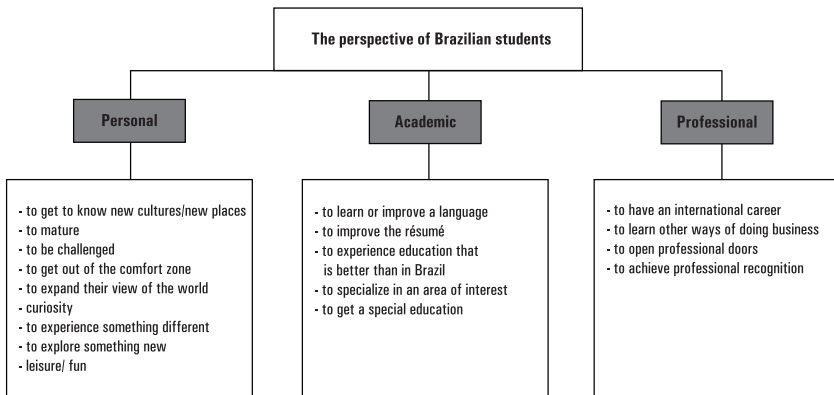 The perspective of Brazilian students
Personal
Academic
Professional
- to get to know new cultures/new places
- to mature
- to be challenged
- to get out of the comfort zone
- to expand their view of the world
- curiosity
- to experience something different
- to explore something new
- leisure/ fun
- to learn or improve a language
- to improve the résumé
- to experience education that
is better than in Brazil
- to specialize in an area of interest
- to get a special education
- to have an international career
- to learn other ways of doing business
- to open professional doors
- to achieve professional recognition